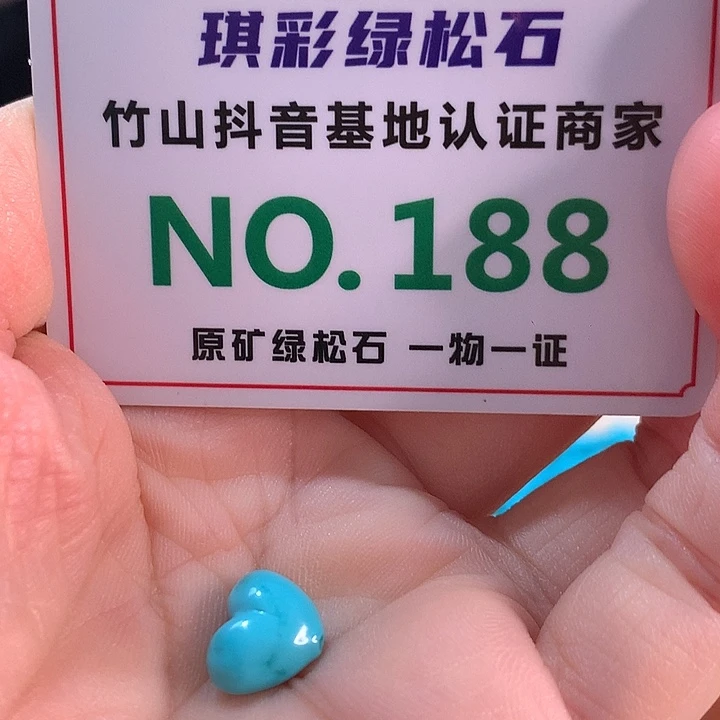 琪彩绿松石
竹山抖音基地认证商家
NO.188
原矿绿松石 一物一证